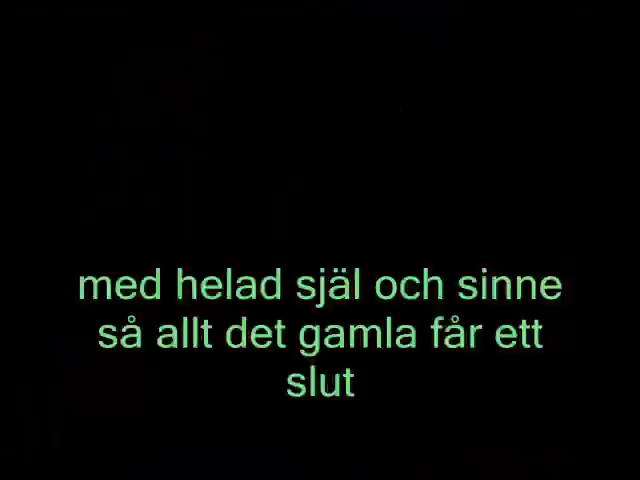 med helad själ och sinne
så allt det gamla får ett
slut